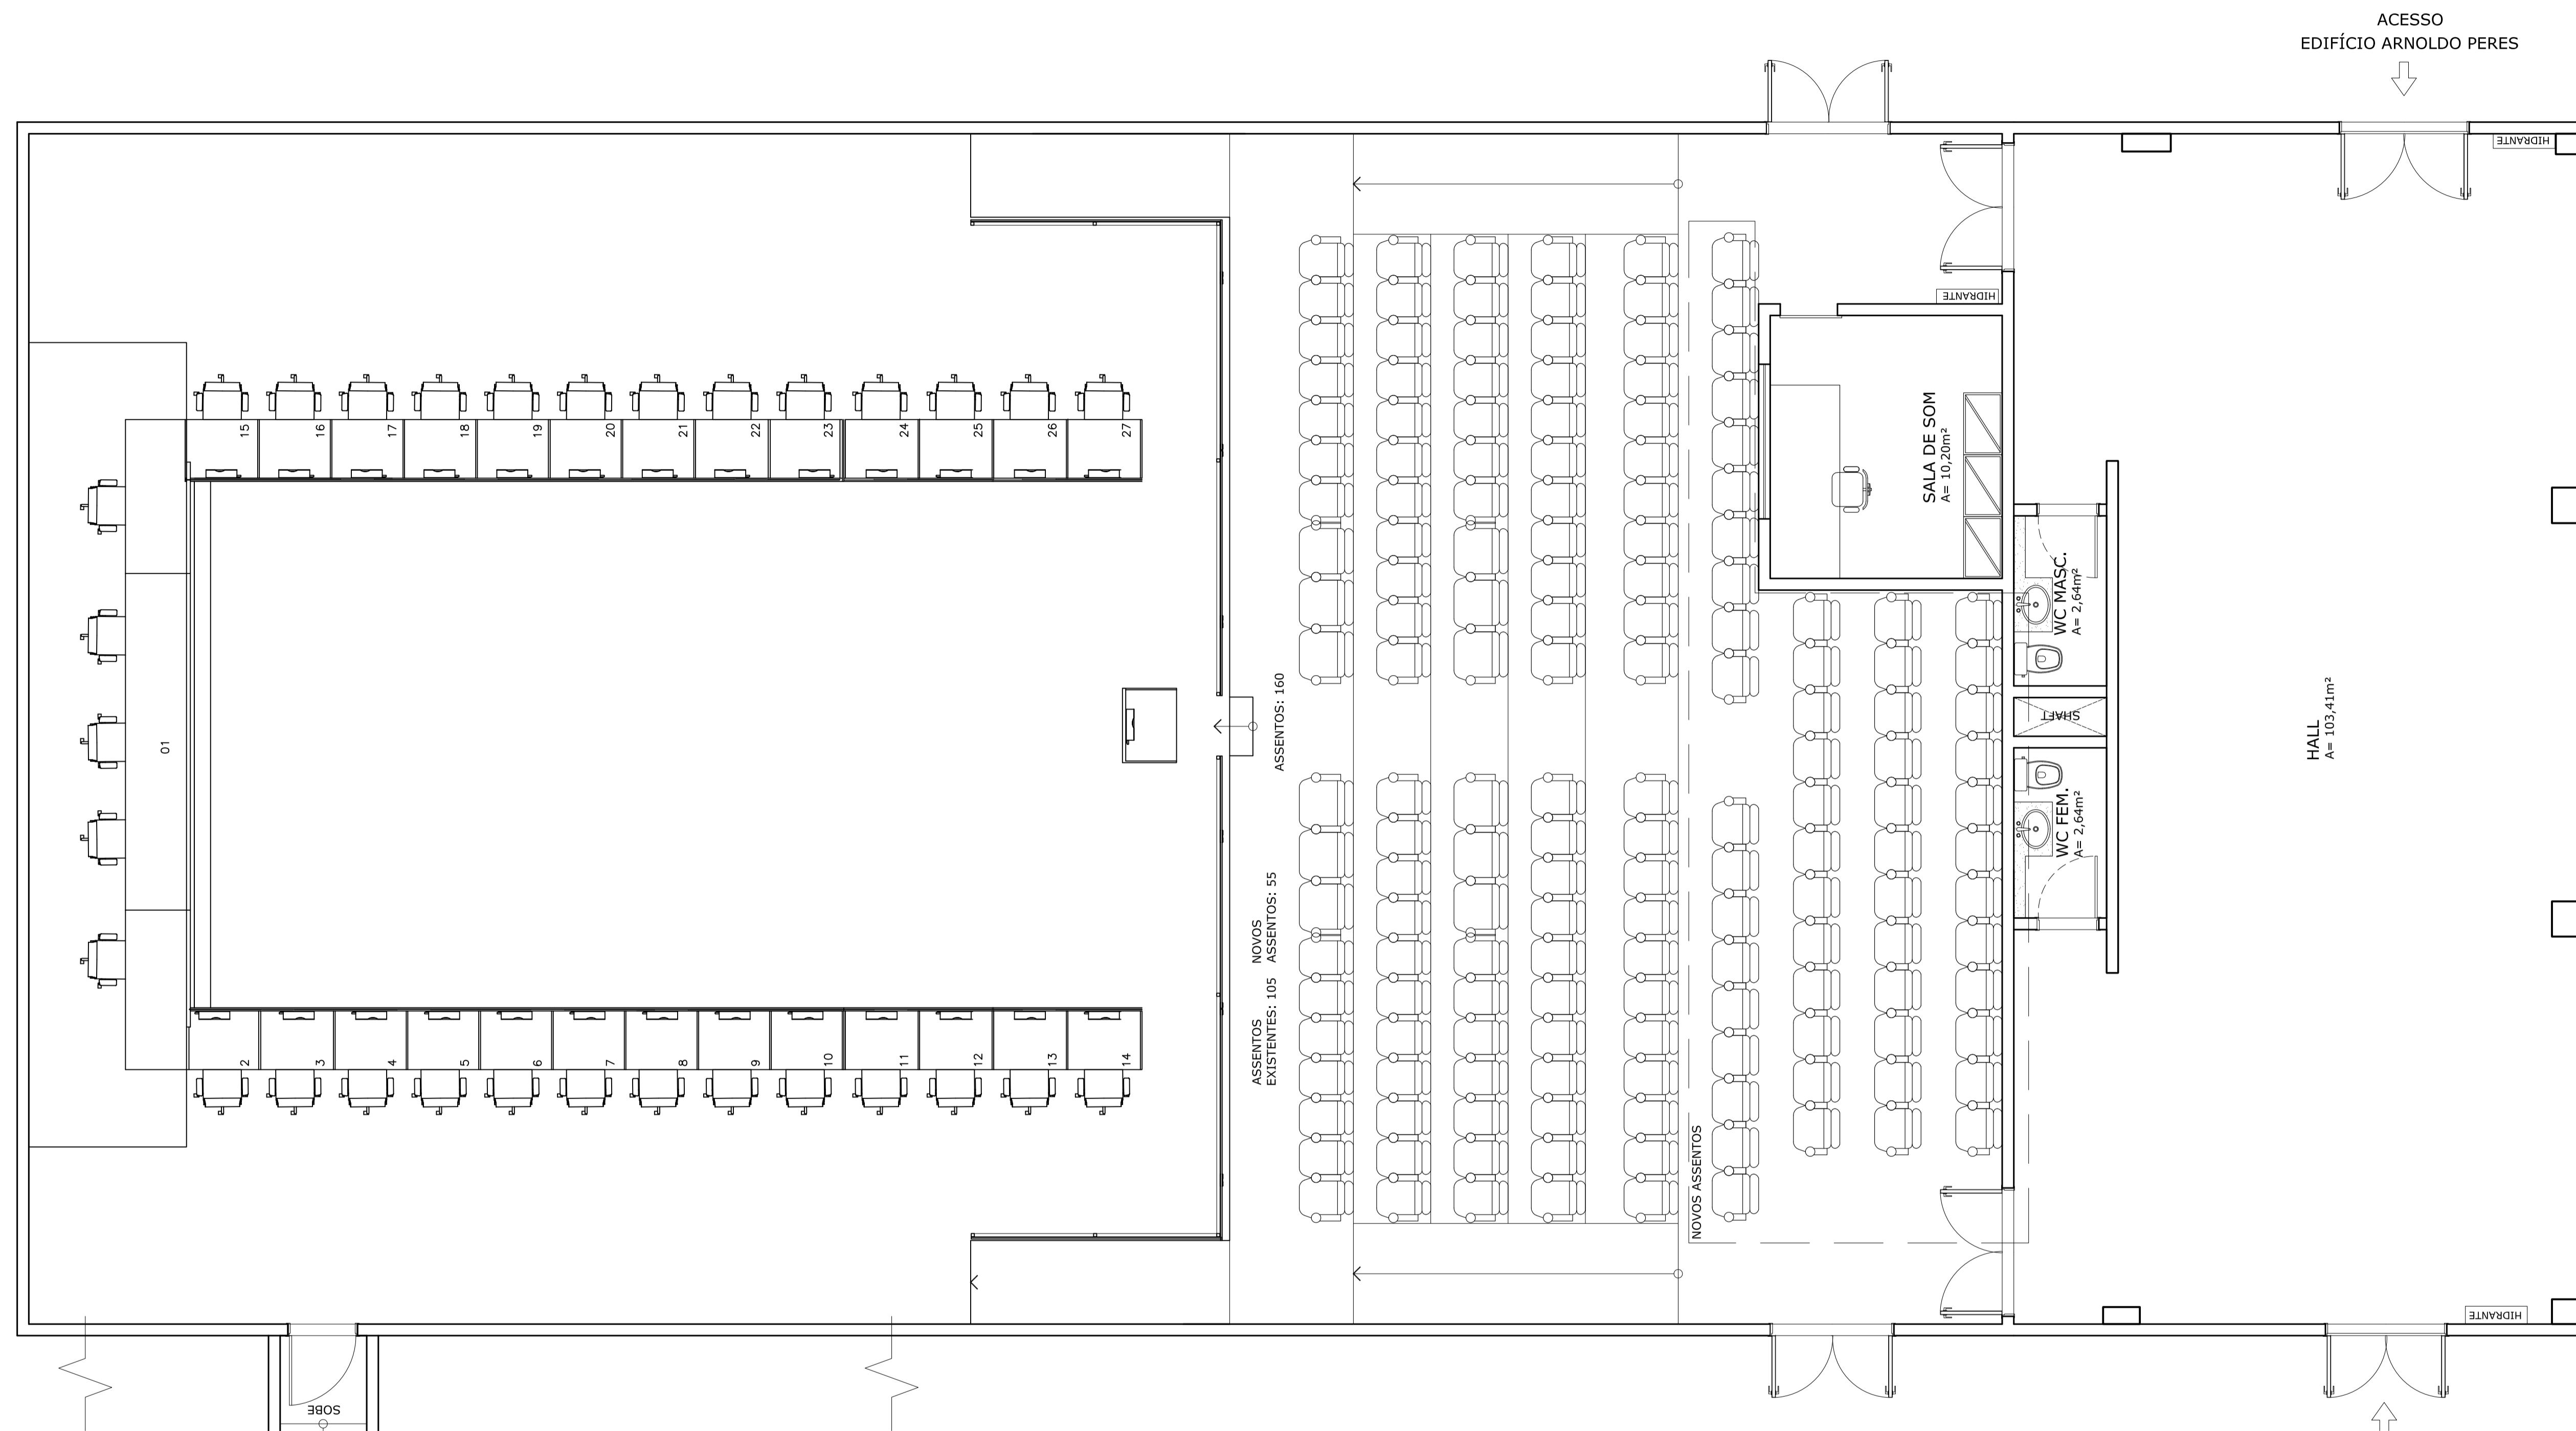 ACESSO
EDIFÍCIO ARNOLDO PERES
HIDRANTE
HIDRANTE
15
16
17
18
19
20
21
22
23
24
25
26
27
SALA DE SOM
A= 10,20m²
WC MASC.
A= 2,64m²
SHAFT
WC FEM.
A= 2,64m²
HALL
A= 103,41m²
01
ASSENTOS: 160
NOVOS
ASSENTOS: 55
ASSENTOS
EXISTENTES: 105
NOVOS ASSENTOS
2
3
4
5
6
7
8
9
10
11
12
13
14
HIDRANTE
SOBE